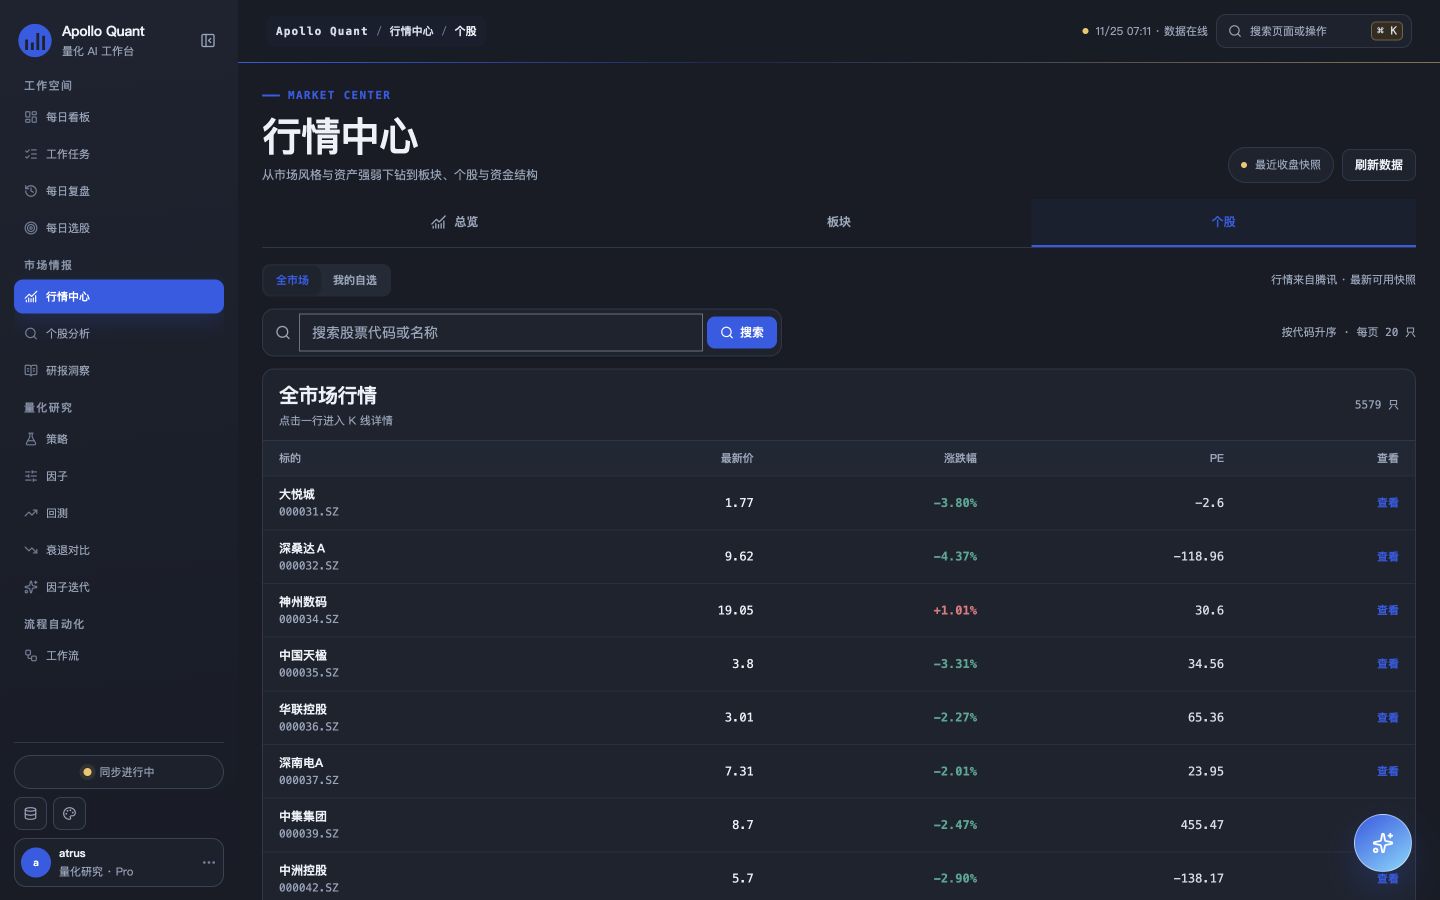 Apollo Quant
量化 AI 工作台
工作空间
每日看板
工作任务
每日复盘
每日选股
市场情报
行情中心
个股分析
研报洞察
量化研究
策略
因子
回测
衰退对比
因子迭代
流程自动化
工作流
同步进行中
a
atrus
量化研究 · Pro
Apollo Quant / 行情中心 / 个股
11/25 07:11 · 数据在线
搜索页面或操作
⌘ K
MARKET CENTER
行情中心
从市场风格与资产强弱下钻到板块、个股与资金结构
最近收盘快照
刷新数据
总览
板块
个股
全市场
我的自选
行情来自腾讯 · 最新可用快照
搜索股票代码或名称
搜索
按代码升序 · 每页 20 只
全市场行情
点击一行进入 K 线详情
5579 只
标的 最新价 涨跌幅 PE 查看
大悦城
000031.SZ
1.77 -3.80% -2.6 查看
深桑达Ａ
000032.SZ
9.62 -4.37% -118.96 查看
神州数码
000034.SZ
19.05 +1.01% 30.6 查看
中国天楹
000035.SZ
3.8 -3.31% 34.56 查看
华联控股
000036.SZ
3.01 -2.27% 65.36 查看
深南电A
000037.SZ
7.31 -2.01% 23.95 查看
中集集团
000039.SZ
8.7 -2.47% 455.47
中洲控股
000042.SZ
5.7 -2.90% -138.17 查看